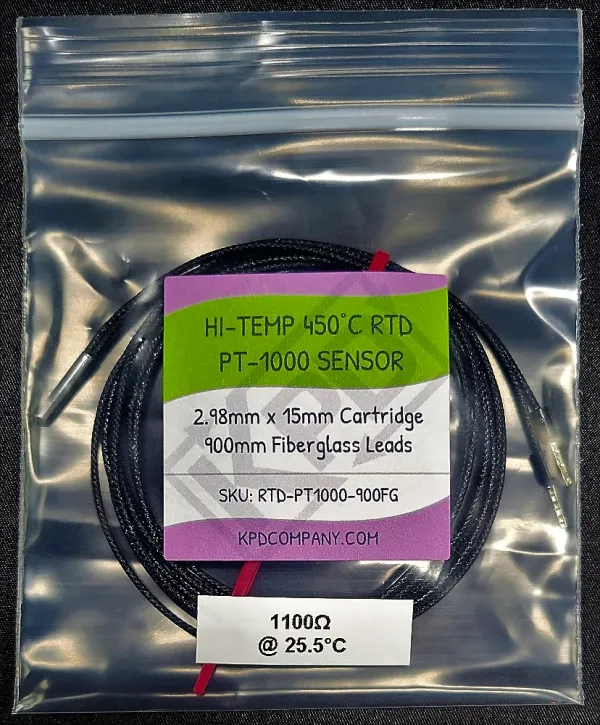 HI-TEMP 450°C RTD
PT-1000 SENSOR
2.98mm x 15mm Cartridge
900mm Fiberglass Leads
SKU: RTD-PT1000-900FG
KPDCOMPANY.COM
1100Ω
@ 25.5°C